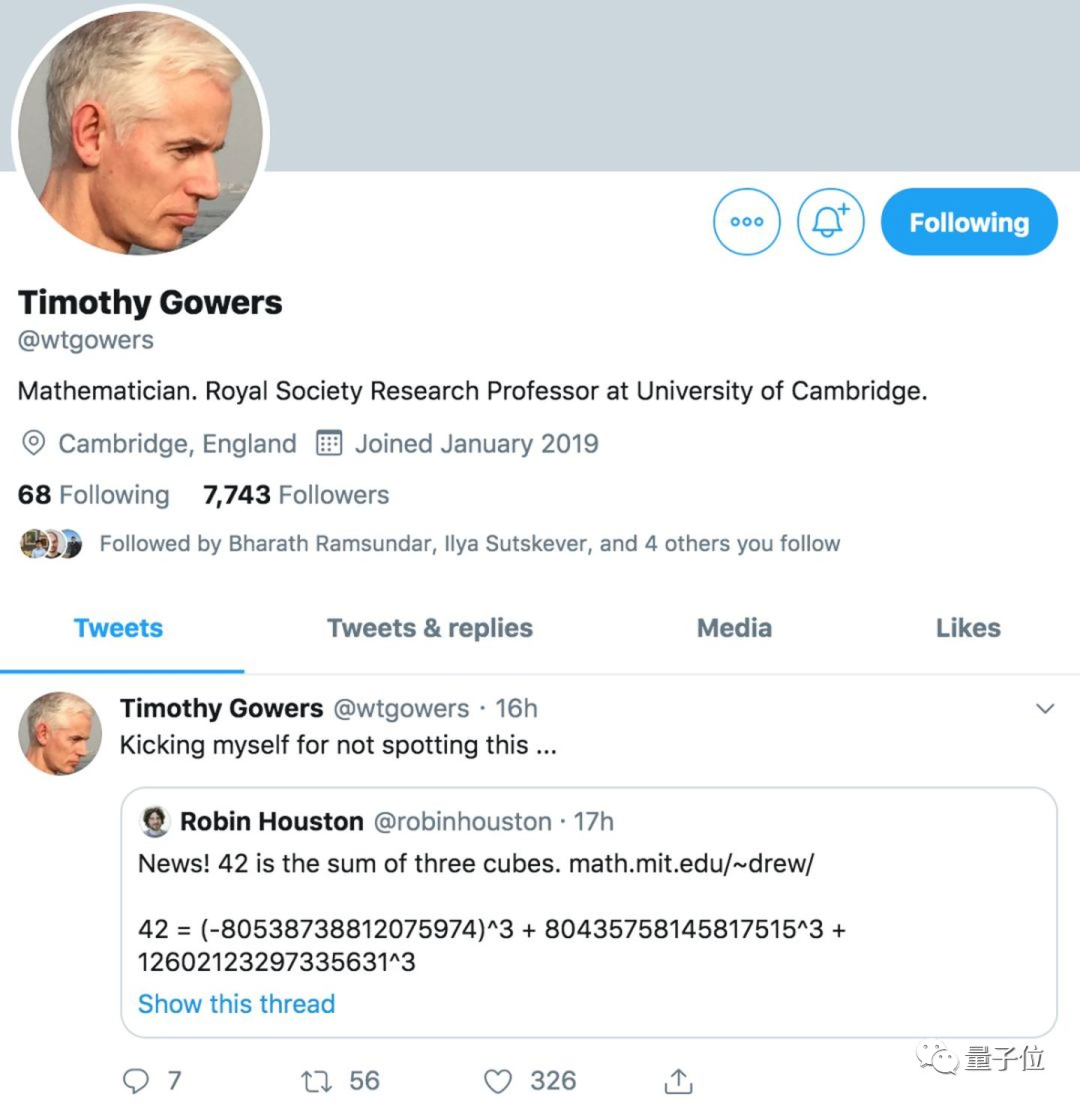 Following
Timothy Gowers
@wtgowers
Mathematician. Royal Society Research Professor at University of Cambridge.
Cambridge, England Joined January 2019
68 Following 7,743 Followers
Followed by Bharath Ramsundar, Ilya Sutskever, and 4 others you follow
Tweets Tweets & replies Media Likes
Timothy Gowers @wtgowers · 16h
Kicking myself for not spotting this ...
Robin Houston @robinhouston · 17h
News! 42 is the sum of three cubes. math.mit.edu/~drew/
42 = (-80538738812075974)^3 + 80435758145817515^3 +
12602123297335631^3
Show this thread
7 56 326
量子位